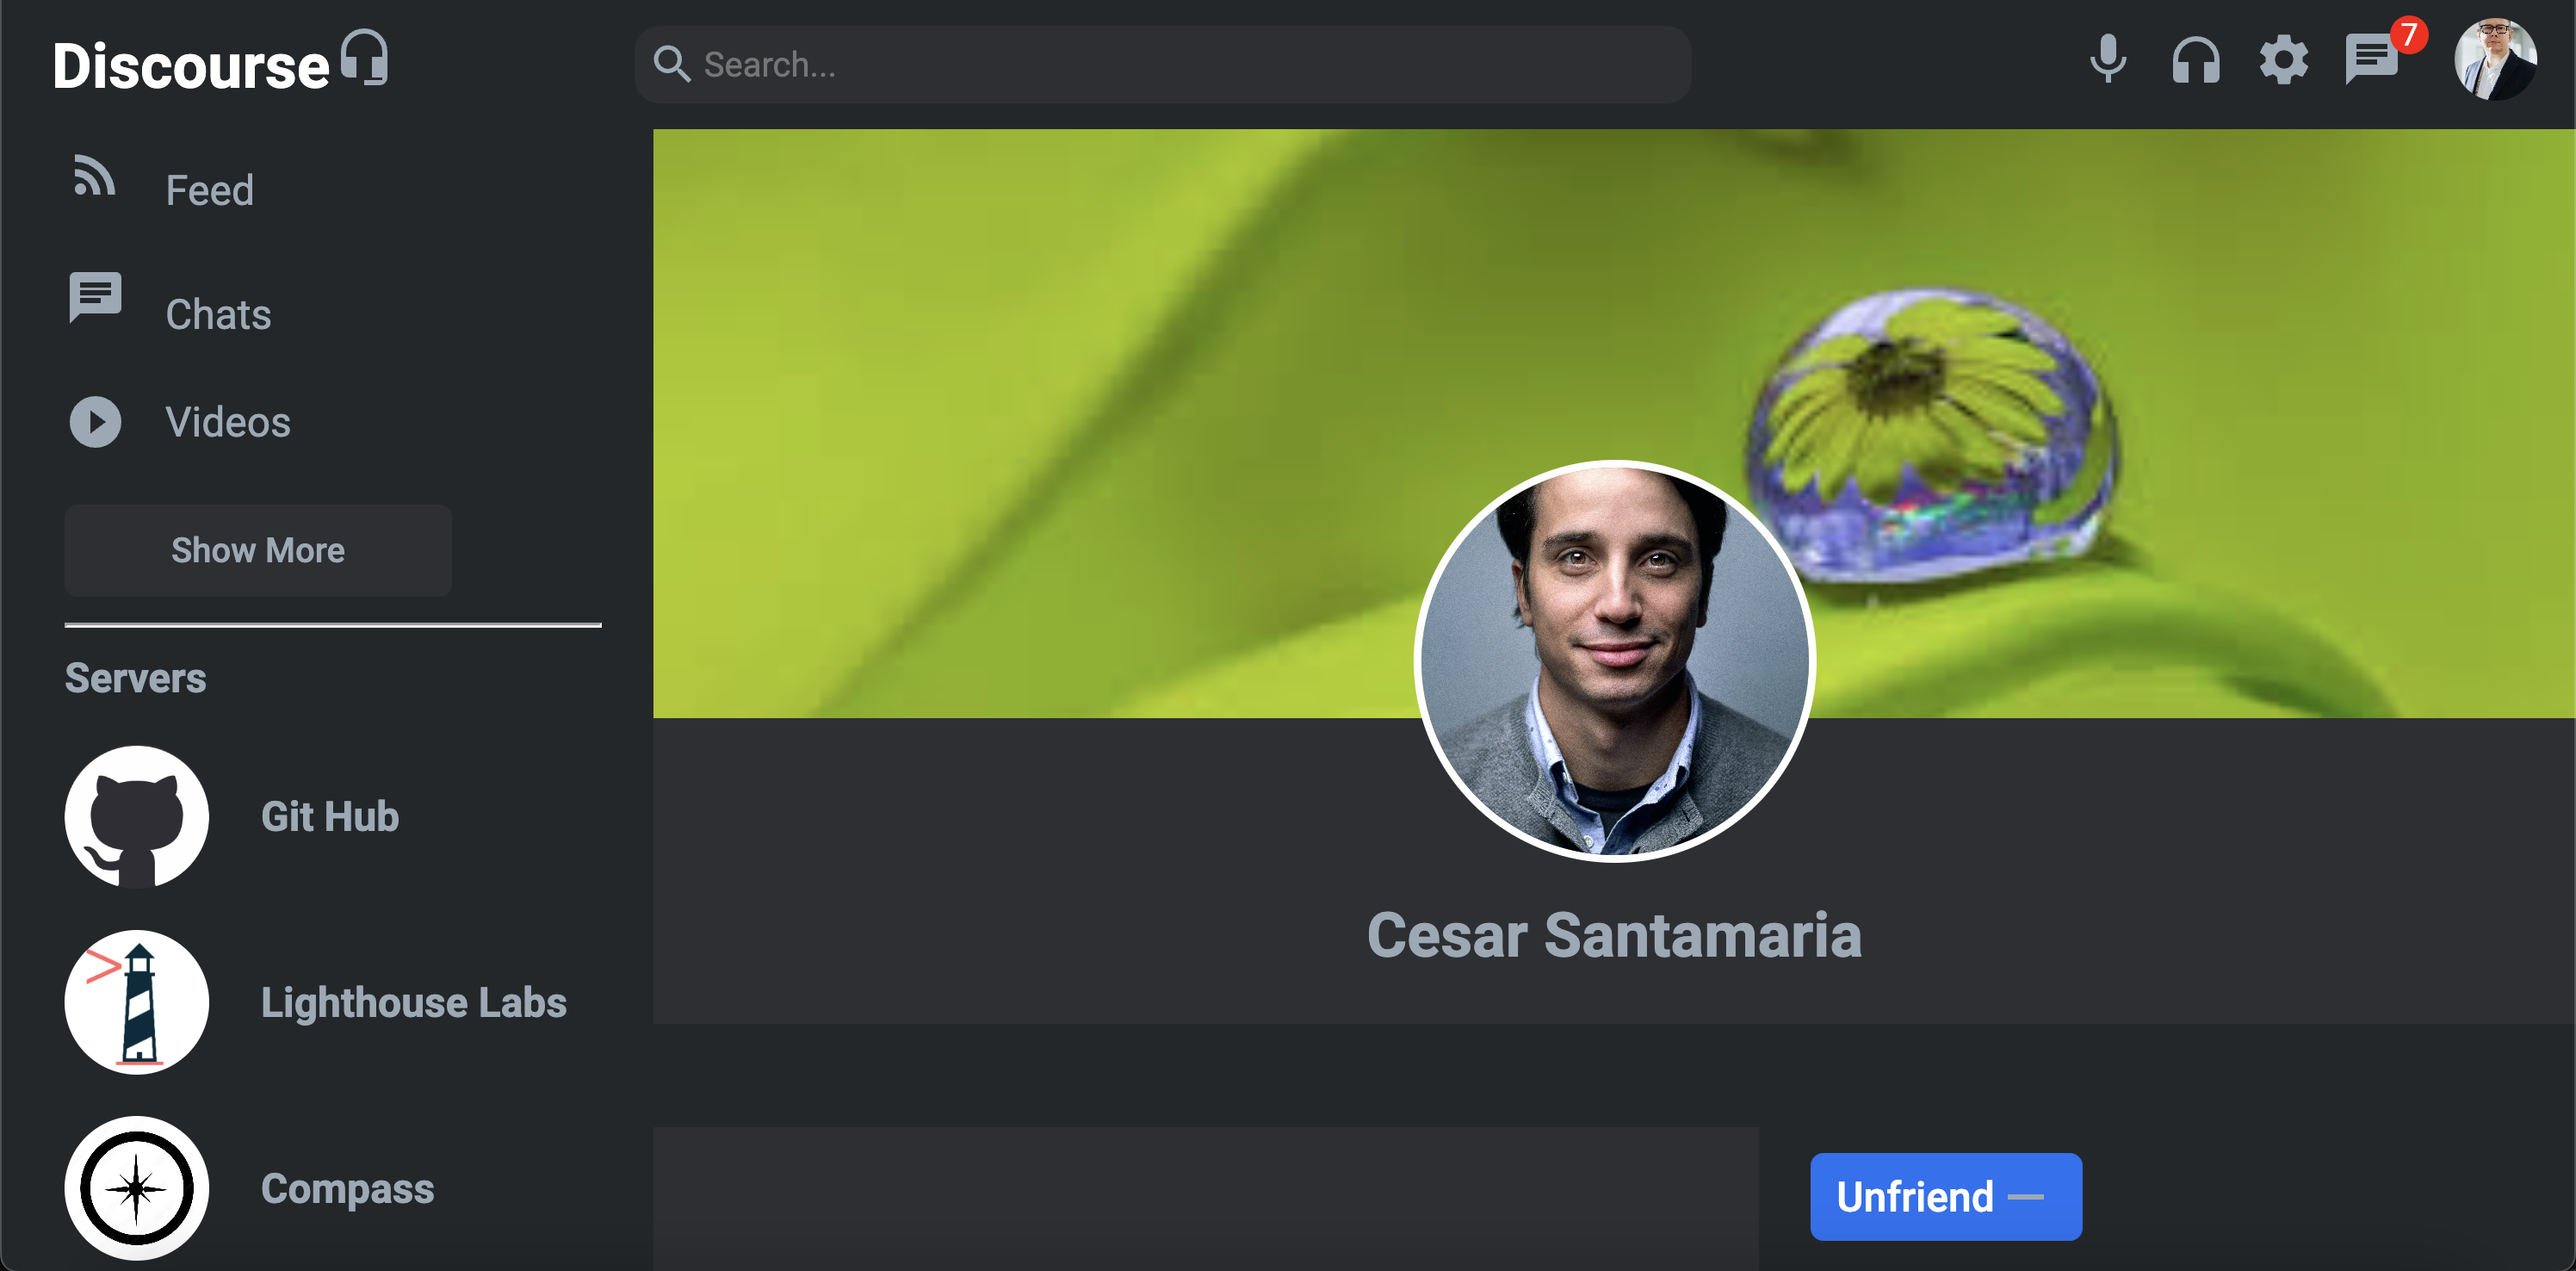 Discourse
Search...
7
Feed
Chats
Videos
Show More
Servers
Git Hub
Lighthouse Labs
Compass
Cesar Santamaria
Unfriend